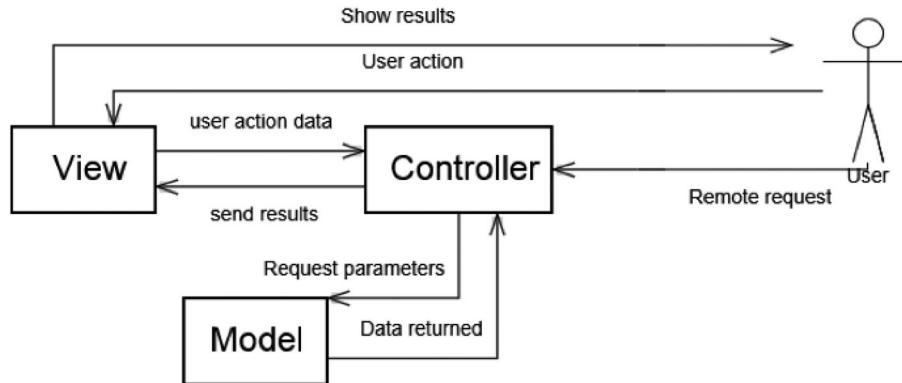 Show results
User action
user action data
View
Controller
User
send results
Remote request
Request parameters
Model
Data returned